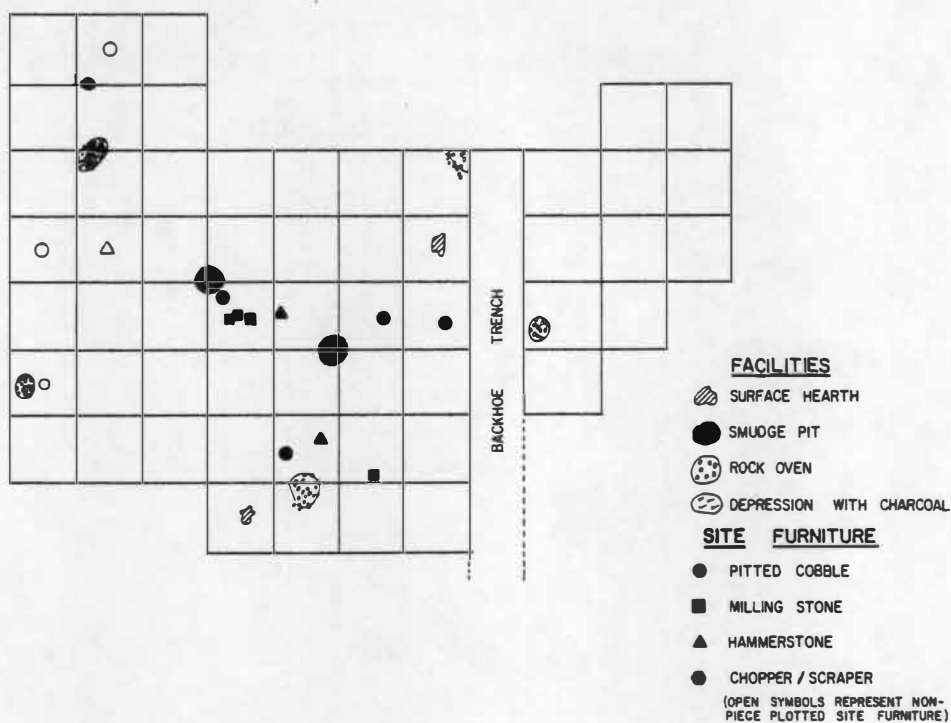 BACKHOE TRENCH
FACILITIES
SURFACE HEARTH
SMUDGE PIT
ROCK OVEN
DEPRESSION WITH CHARCOAL
SITE FURNITURE
PITTED COBBLE
MILLING STONE
HAMMERSTONE
CHOPPER / SCRAPER
(OPEN SYMBOLS REPRESENT NON-
PIECE PLOTTED SITE FURNITURE)